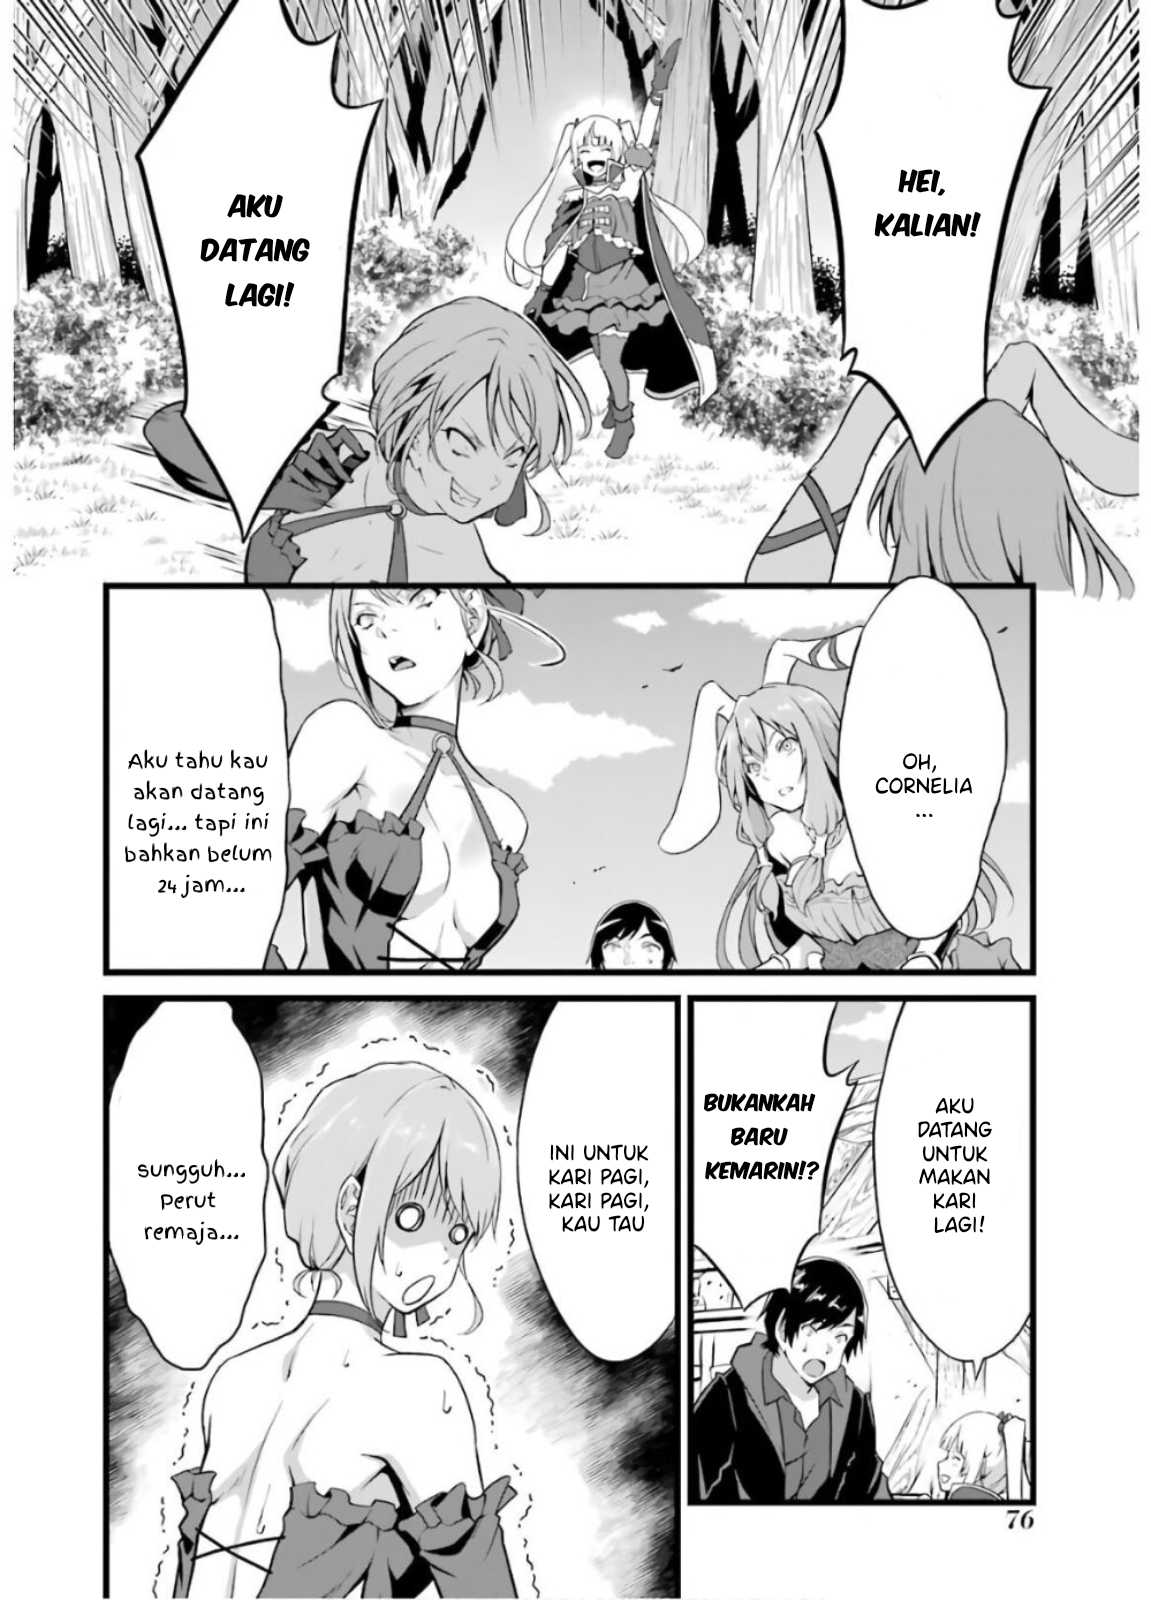 HEI,
KALIAN!
AKU
DATANG
LAGI!
OH,
CORNELIA
...
Aku tahu kau
akan datang
lagi... tapi ini
bahkan belum
24 jam...
AKU
DATANG
UNTUK
MAKAN
KARI
LAGI!
BUKANKAH
BARU
KEMARIN!?
INI UNTUK
KARI PAGI,
KARI PAGI,
KAU TAU
sungguh...
perut
remaja...
76